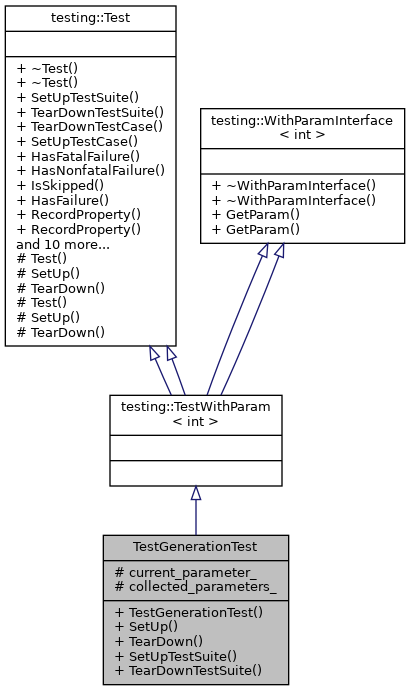 testing::Test
+ ~Test()
+ ~Test()
+ SetUpTestSuite()
+ TearDownTestSuite()
+ TearDownTestCase()
+ SetUpTestCase()
+ HasFatalFailure()
+ HasNonfatalFailure()
+ IsSkipped()
+ HasFailure()
+ RecordProperty()
+ RecordProperty()
and 10 more...
# Test()
# SetUp()
# TearDown()
# Test()
# SetUp()
# TearDown()
testing::WithParamInterface
< int >
+ ~WithParamInterface()
+ ~WithParamInterface()
+ GetParam()
+ GetParam()
testing::TestWithParam
< int >
TestGenerationTest
# current_parameter_
# collected_parameters_
+ TestGenerationTest()
+ SetUp()
+ TearDown()
+ SetUpTestSuite()
+ TearDownTestSuite()